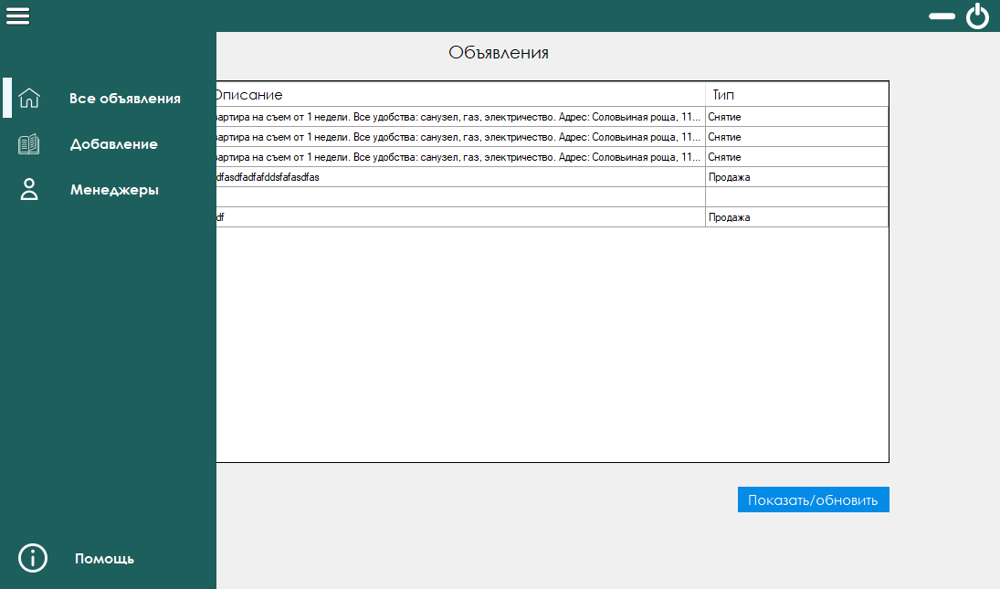 Объявления
Все объявления
Добавление
Менеджеры
Помощь
Описание Тип
вартира на съем от 1 недели. Все удобства: санузел, газ, электричество. Адрес: Соловьиная роща, 11... Снятие
вартира на съем от 1 недели. Все удобства: санузел, газ, электричество. Адрес: Соловьиная роща, 11... Снятие
вартира на съем от 1 недели. Все удобства: санузел, газ, электричество. Адрес: Соловьиная роща, 11... Снятие
dfasdfadfafddsfafasdfas Продажа
df Продажа
Показать/обновить